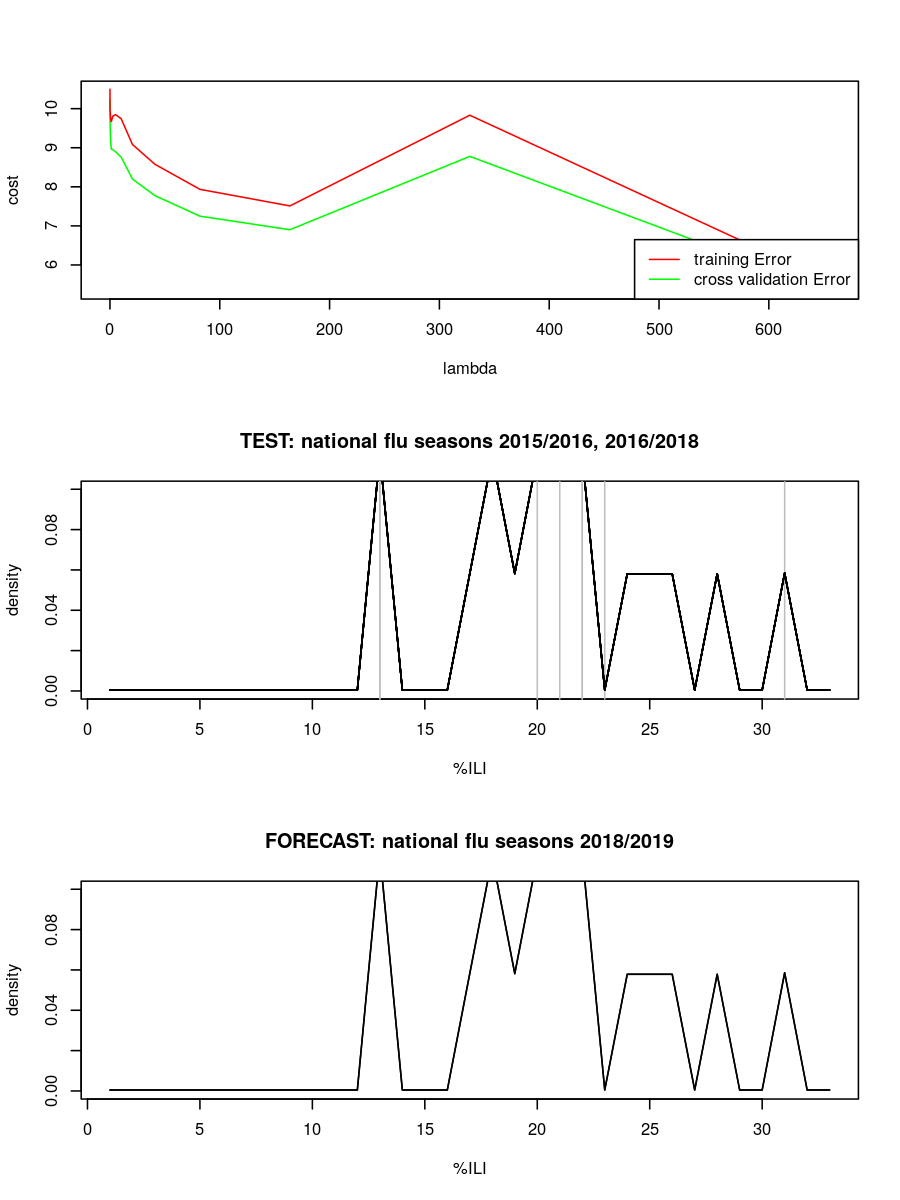 10
9
8
7
6
cost
training Error
cross validation Error
0 100 200 300 400 500 600
lambda
TEST: national flu seasons 2015/2016, 2016/2018
0.08
0.04
0.00
density
0 5 10 15 20 25 30
%ILI
FORECAST: national flu seasons 2018/2019
0.08
0.04
0.00
density
0 5 10 15 20 25 30
%ILI